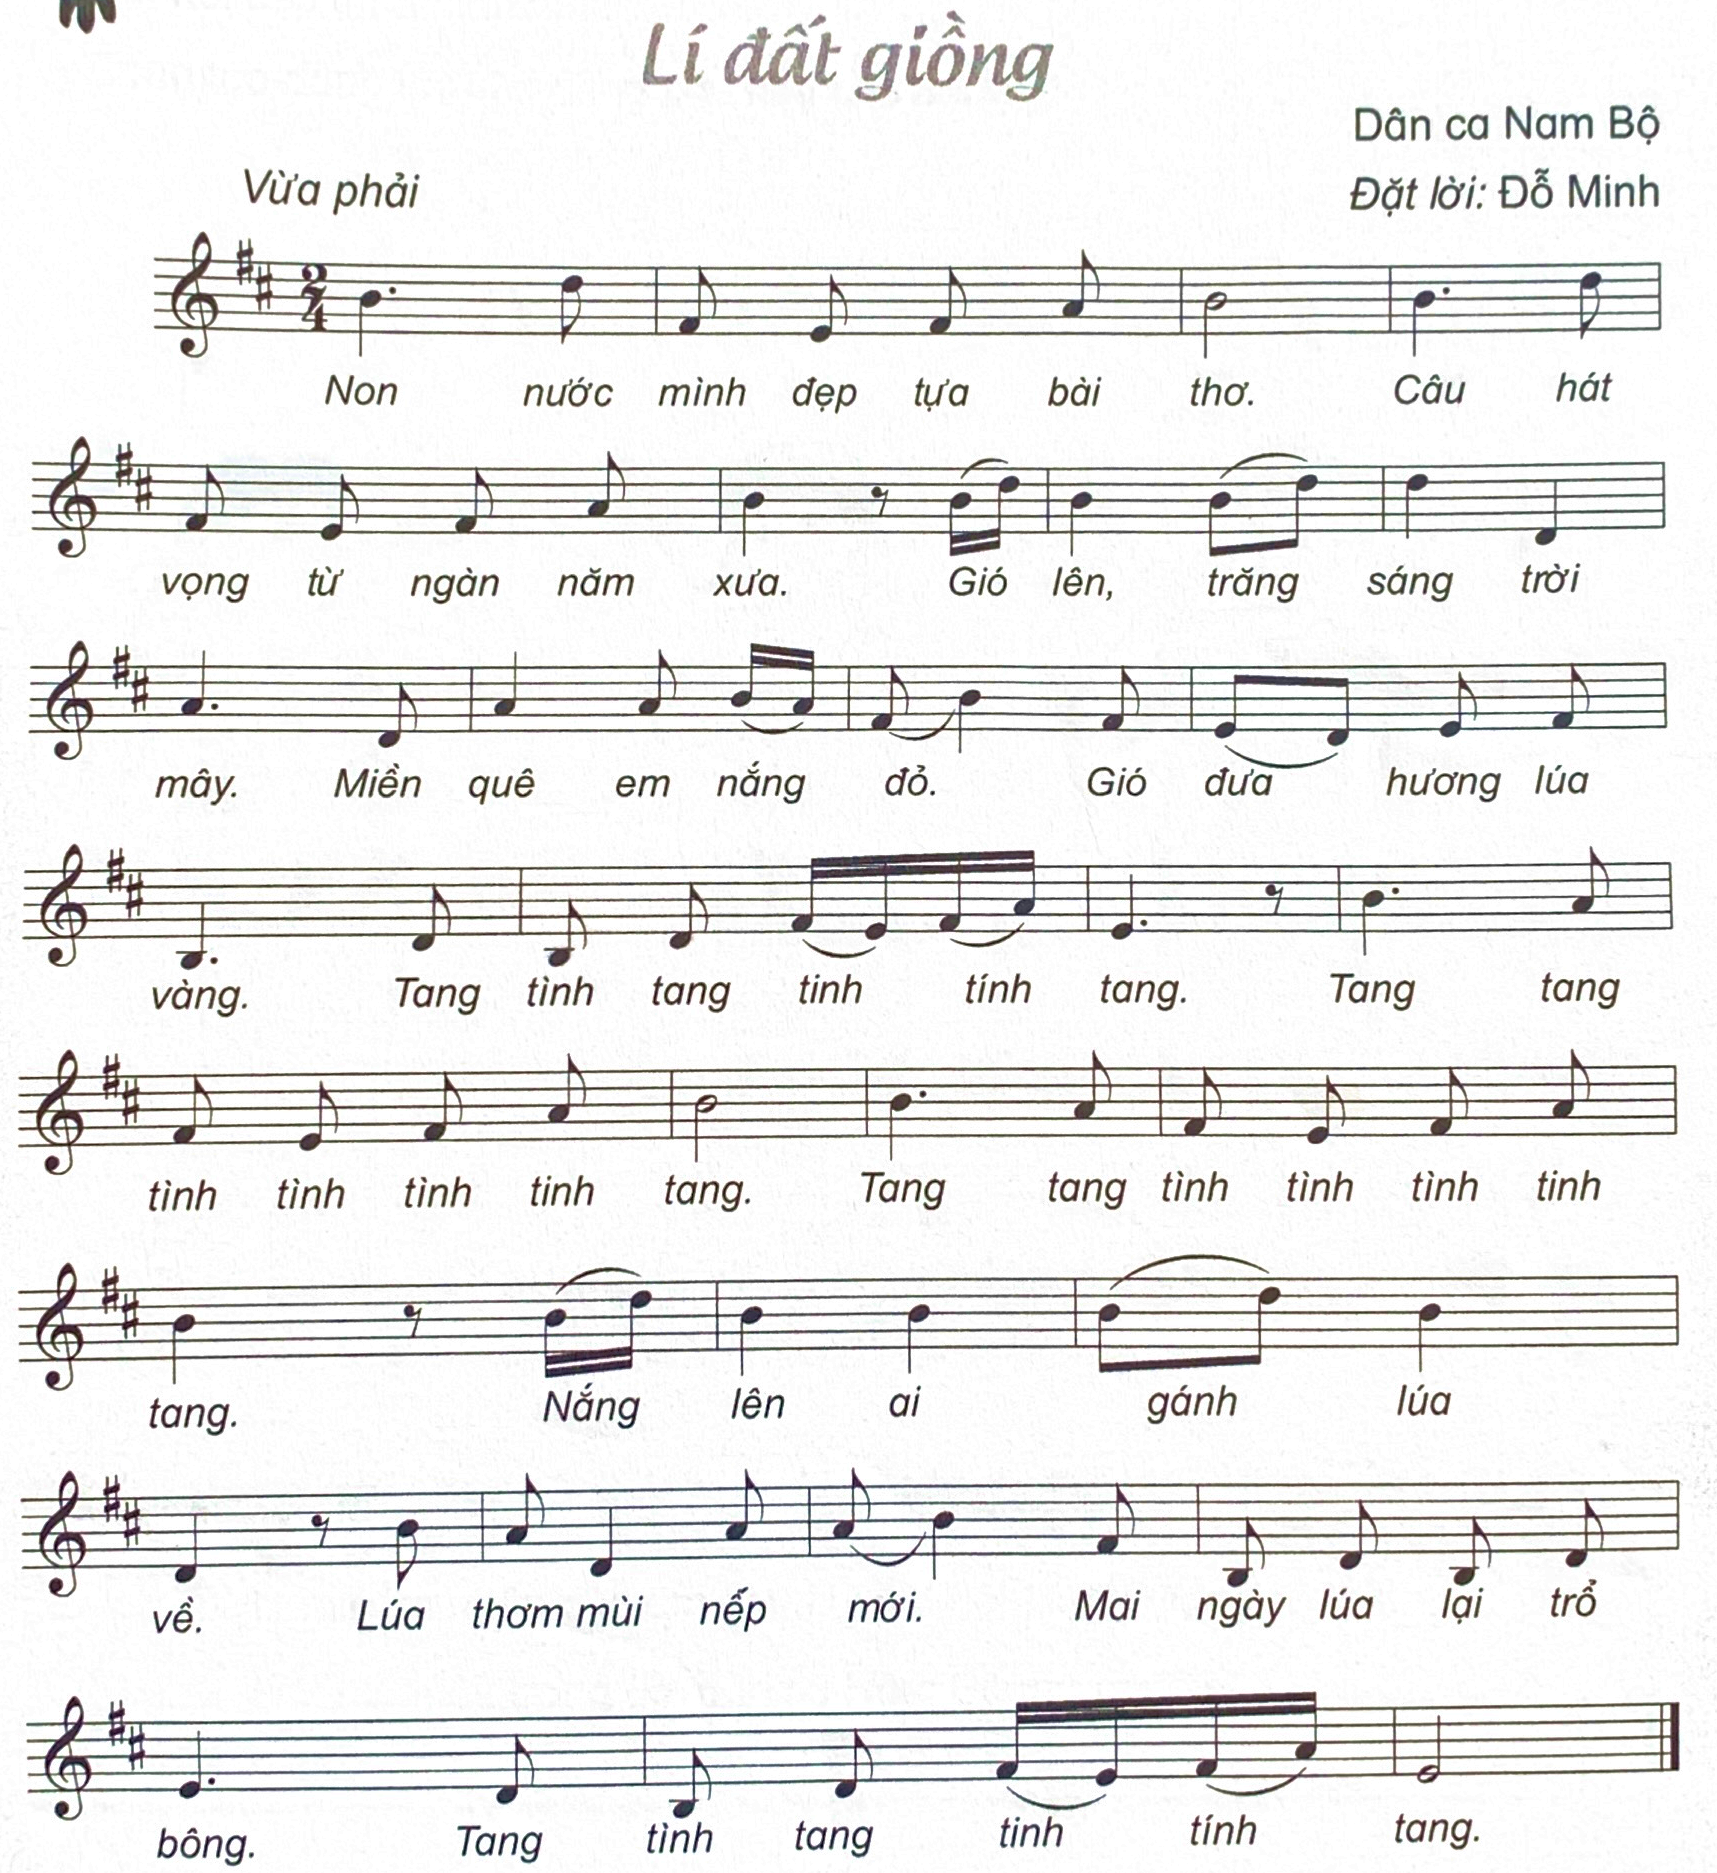 Lí đất giồng
Dân ca Nam Bộ
Vừa phải
Đặt lời: Đỗ Minh
2
4
Non nước mình đẹp tựa bài thơ. Câu hát
vọng từ ngàn năm xưa. Gió lên, trăng sáng trời
mây. Miền quê em nắng đỏ. Gió đưa hương lúa
vàng. Tang tình tang tinh tính tang. Tang tang
tình tình tình tinh tang. Tang tang tình tình tình tinh
tang. Nắng lên ai gánh lúa
về. Lúa thơm mùi nếp mới. Mai ngày lúa lại trổ
bông. Tang tình tang tinh tính tang.